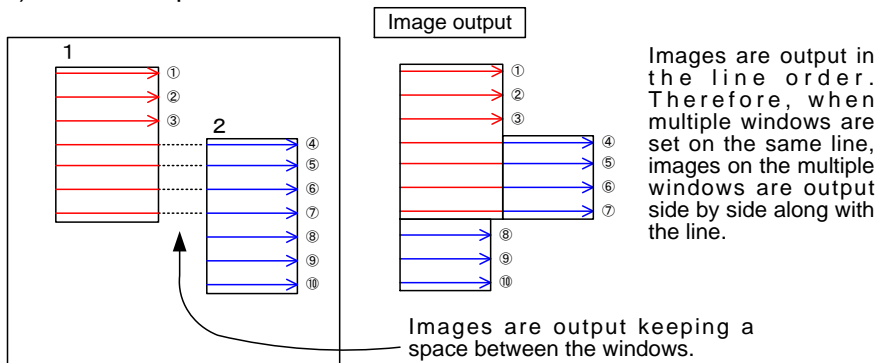 Image output
1
①
②
③
2
④
⑤
⑥
⑦
⑧
⑨
⑩
①
②
③
④
⑤
⑥
⑦
⑧
⑨
⑩
Images are output in
the line order.
Therefore, when
multiple windows are
set on the same line,
images on the multiple
windows are output
side by side along with
the line.
Images are output keeping a
space between the windows.